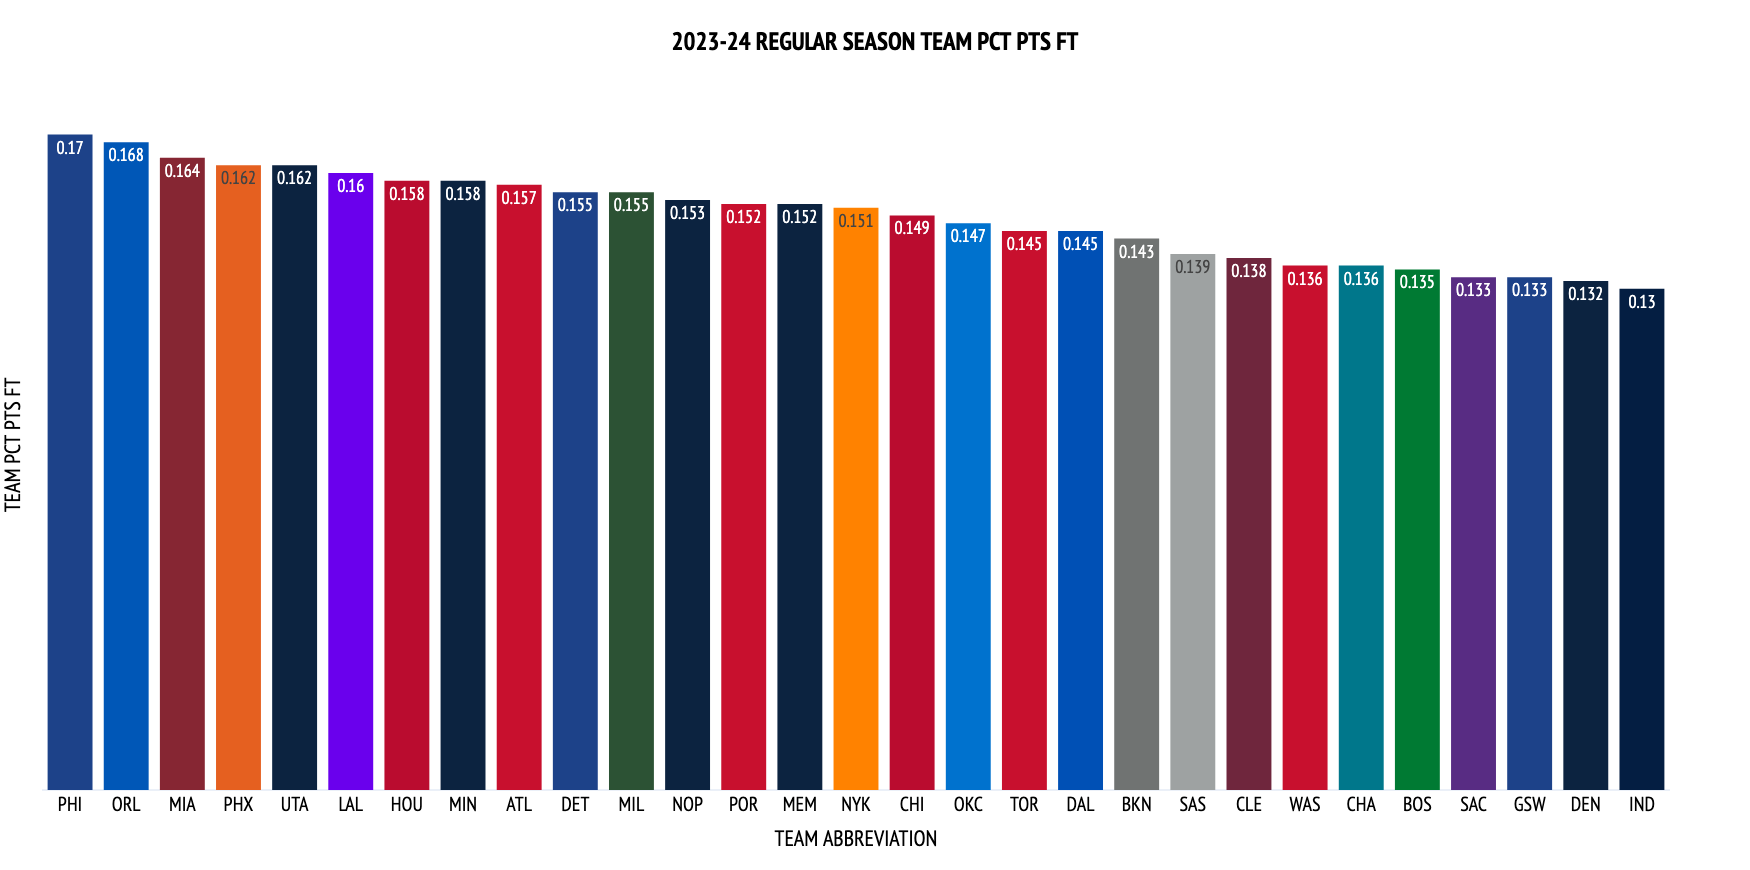 2023-24 REGULAR SEASON TEAM PCT PTS FT
TEAM PCT PTS FT
0.17 0.168 0.164 0.162 0.162 0.16 0.158 0.158 0.157 0.155 0.155 0.153 0.152 0.152 0.151 0.149 0.147 0.145 0.145 0.143 0.139 0.138 0.136 0.136 0.135 0.133 0.133 0.132 0.13
PHI ORL MIA PHX UTA LAL HOU MIN ATL DET MIL NOP POR MEM NYK CHI OKC TOR DAL BKN SAS CLE WAS CHA BOS SAC GSW DEN IND
TEAM ABBREVIATION